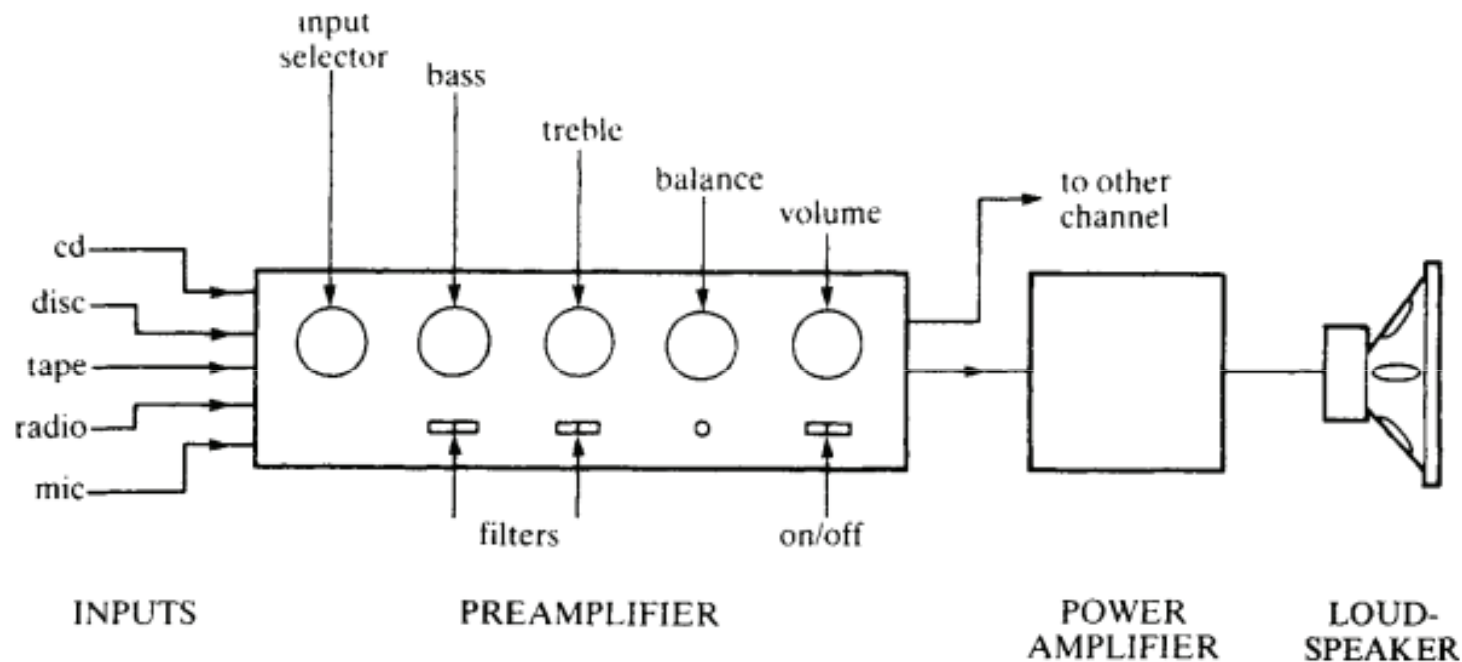 input
selector
bass
treble
balance
volume
to other
channel
cd
disc
tape
radio
mic
filters
on/off
INPUTS
PREAMPLIFIER
POWER
AMPLIFIER
LOUD-
SPEAKER